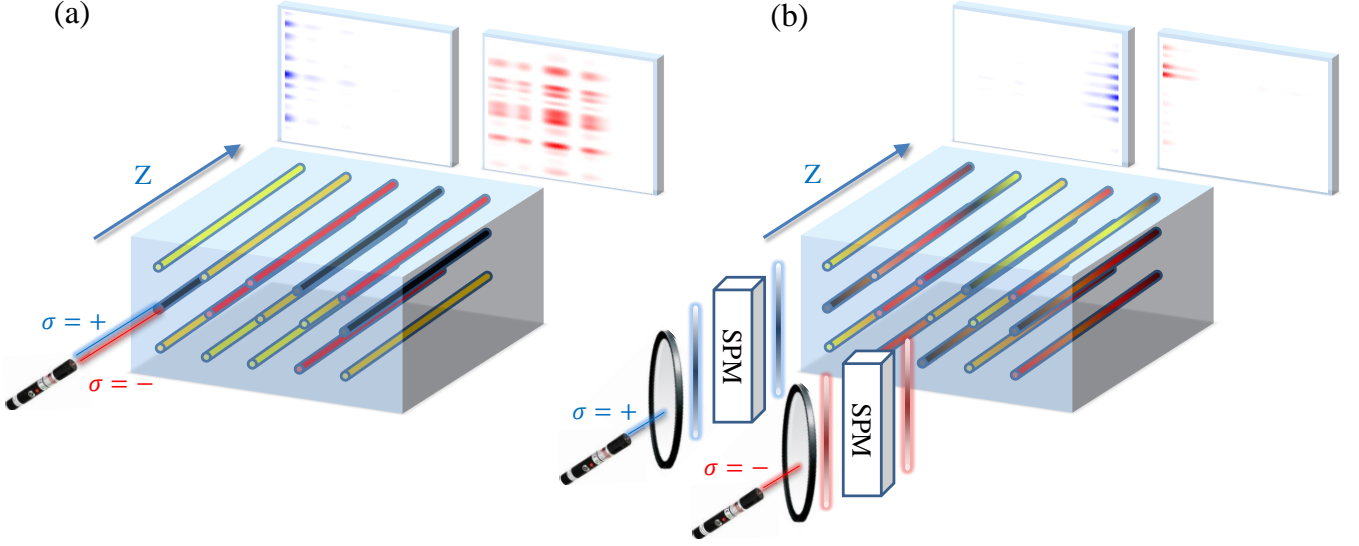 (a)
(b)
Z
Z
σ = +
σ = −
SPM
σ = +
SPM
σ = −